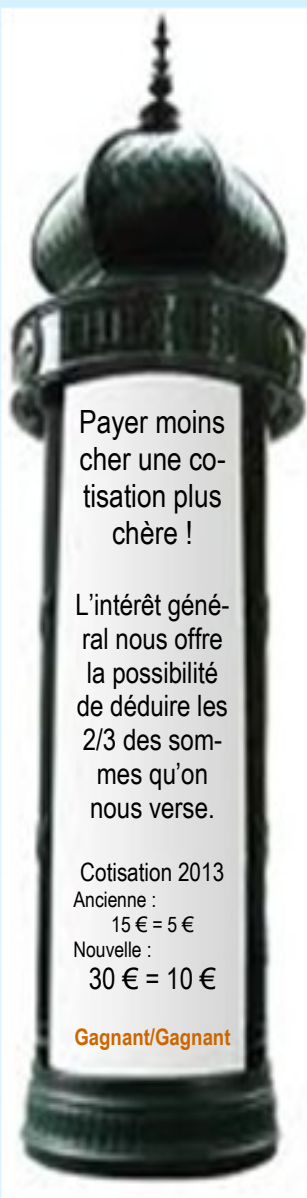 Payer moins
cher une co-
tisation plus
chère !
L'intérêt géné-
ral nous offre
la possibilité
de déduire les
2/3 des som-
mes qu'on
nous verse.
Cotisation 2013
Ancienne :
15 € = 5 €
Nouvelle :
30 € = 10 €
Gagnant/Gagnant